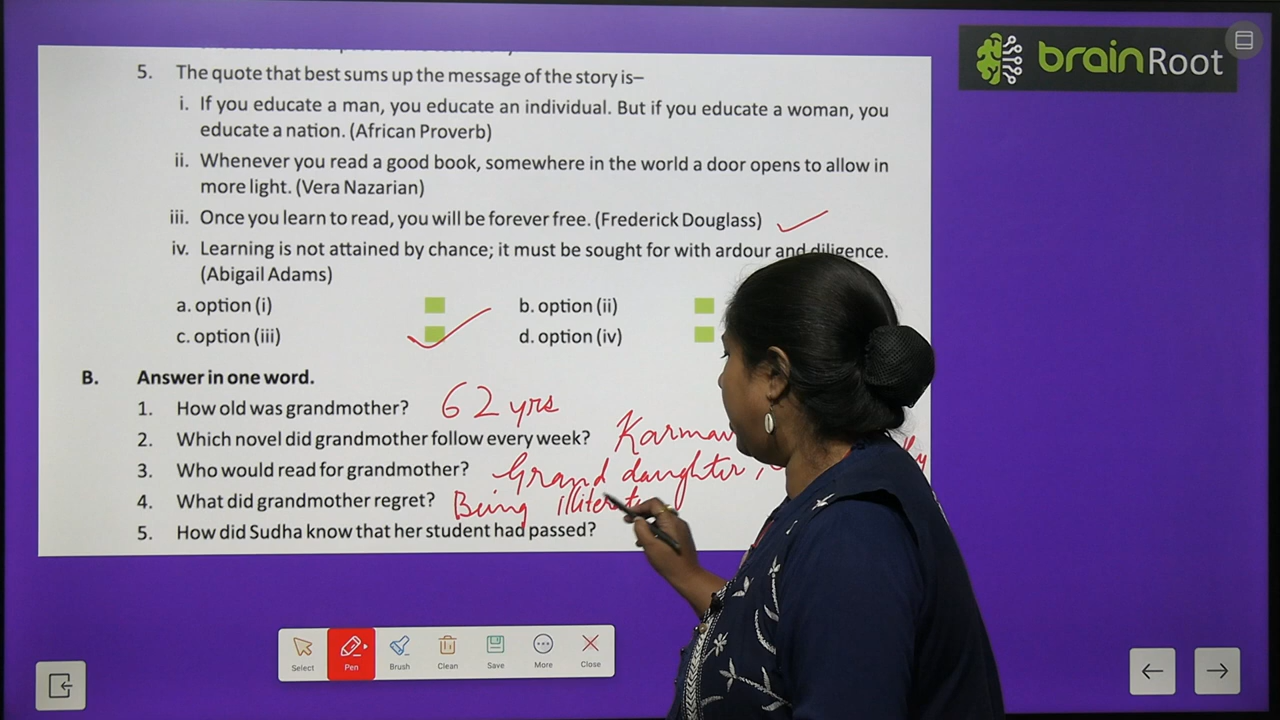 brainRoot
5. The quote that best sums up the message of the story is–
i. If you educate a man, you educate an individual. But if you educate a woman, you
educate a nation. (African Proverb)
ii. Whenever you read a good book, somewhere in the world a door opens to allow in
more light. (Vera Nazarian)
iii. Once you learn to read, you will be forever free. (Frederick Douglass)
iv. Learning is not attained by chance; it must be sought for with ardour and diligence.
(Abigail Adams)
a. option (i) b. option (ii)
c. option (iii) d. option (iv)
B. Answer in one word.
1. How old was grandmother? 62 yrs
2. Which novel did grandmother follow every week?
3. Who would read for grandmother? Grand daughter,
4. What did grandmother regret? Being
5. How did Sudha know that her student had passed?
Select Pen Brush Clean Save More Close